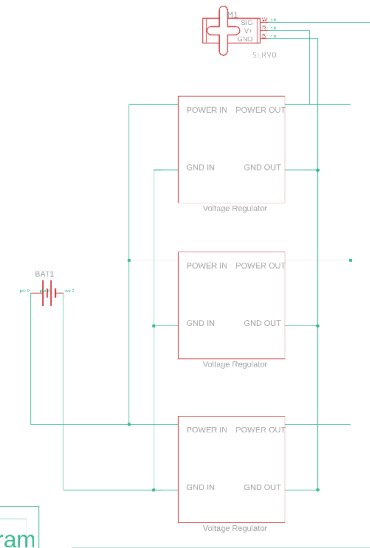 M1
SIG
V+
GND
SERVO
POWER IN POWER OUT
GND IN GND OUT
Voltage Regulator
POWER IN POWER OUT
BAT1
GND IN GND OUT
Voltage Regulator
POWER IN POWER OUT
GND IN GND OUT
Voltage Regulator
ram